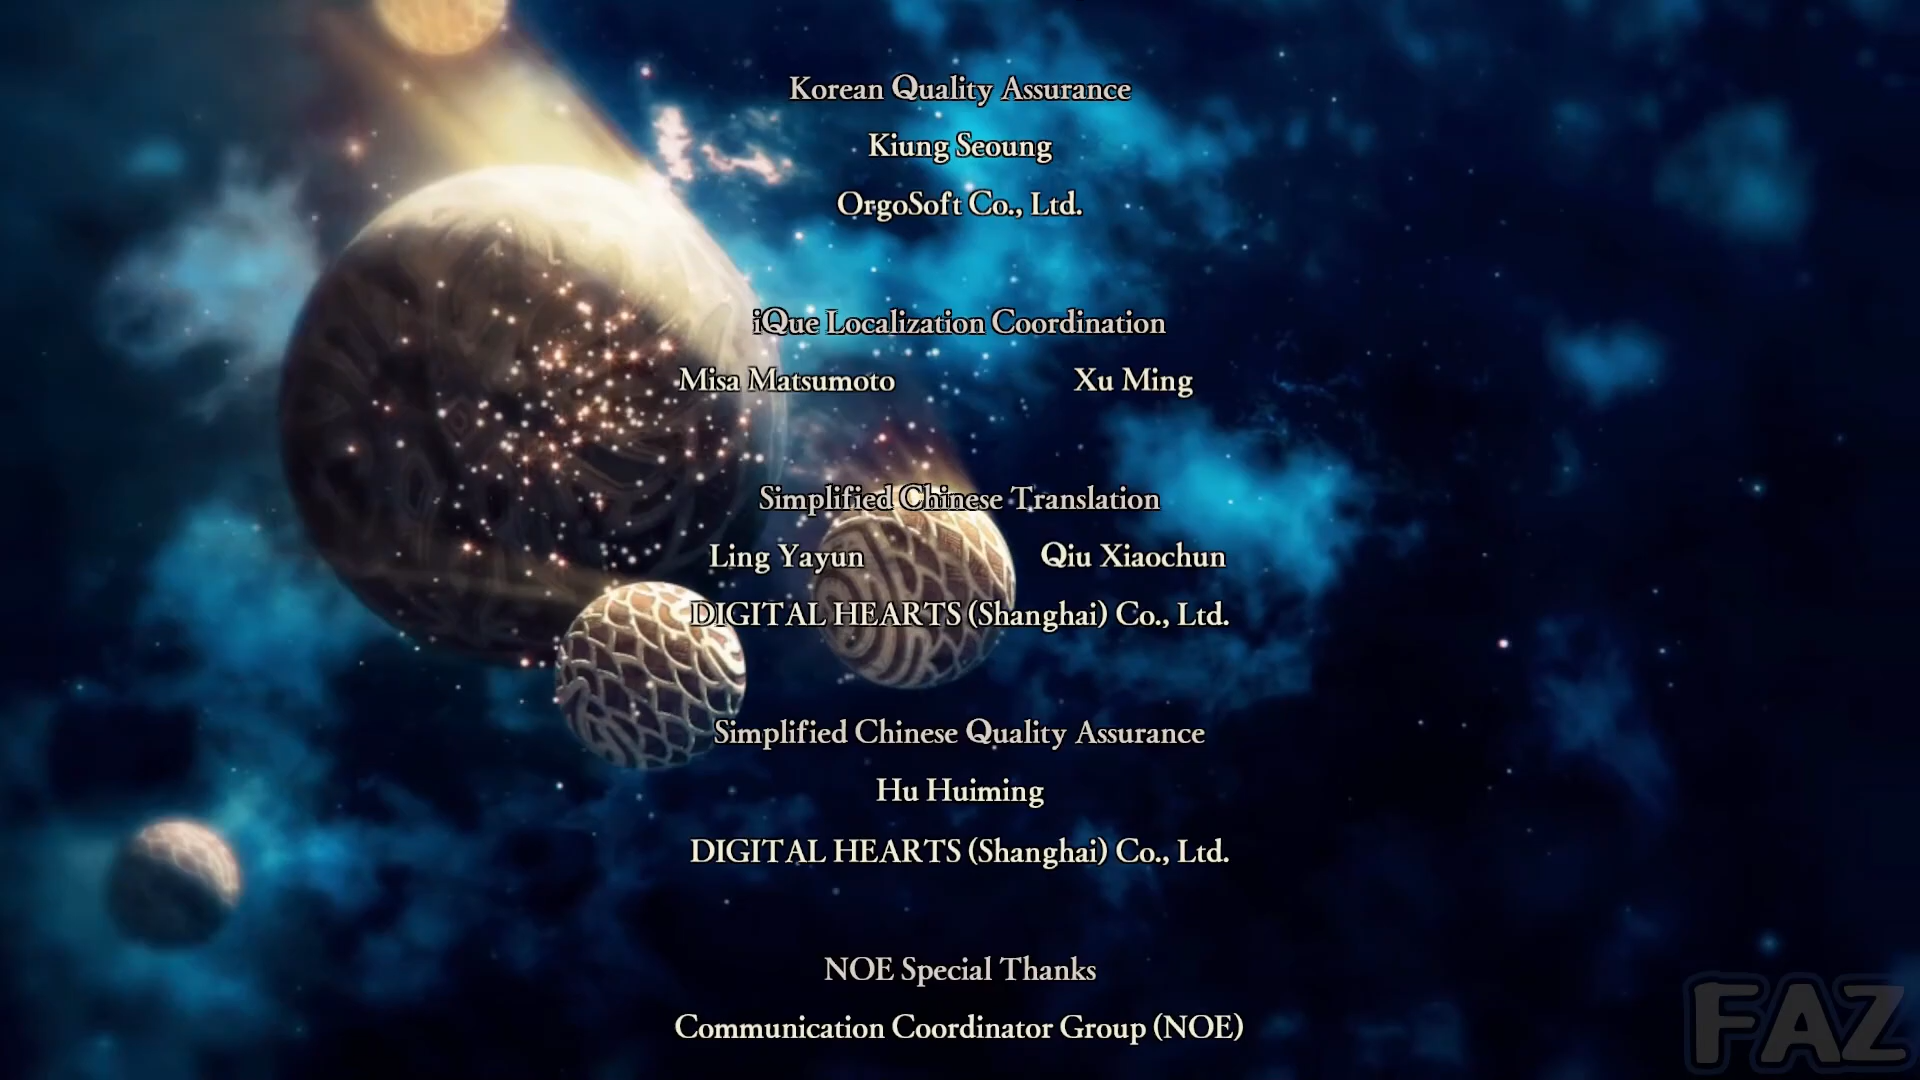 Korean Quality Assurance
Kiung Seoung
OrgoSoft Co., Ltd.
iQue Localization Coordination
Misa Matsumoto Xu Ming
Simplified Chinese Translation
Ling Yayun Qiu Xiaochun
DIGITAL HEARTS (Shanghai) Co., Ltd.
Simplified Chinese Quality Assurance
Hu Huiming
DIGITAL HEARTS (Shanghai) Co., Ltd.
NOE Special Thanks
Communication Coordinator Group (NOE)
FAZ